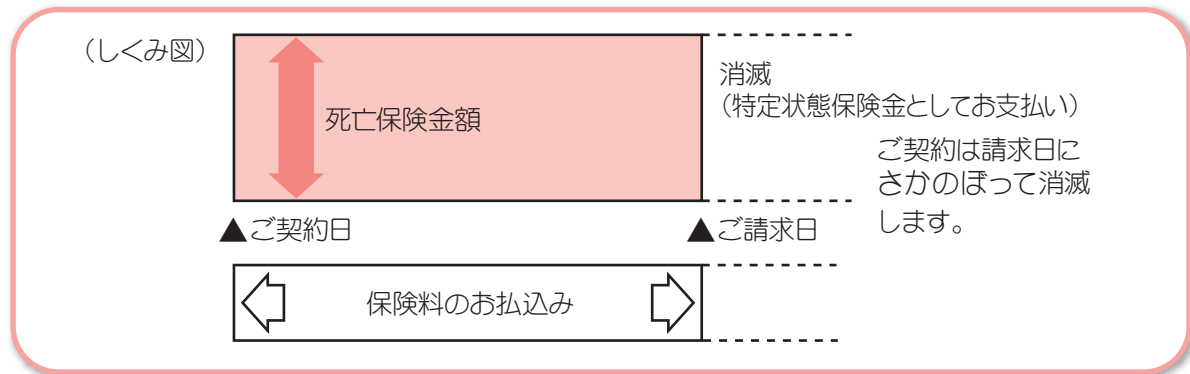 （しくみ図）
死亡保険金額
消滅
（特定状態保険金としてお支払い）
ご契約は請求日に
さかのぼって消滅
します。
▲ご契約日
▲ご請求日
保険料のお払込み